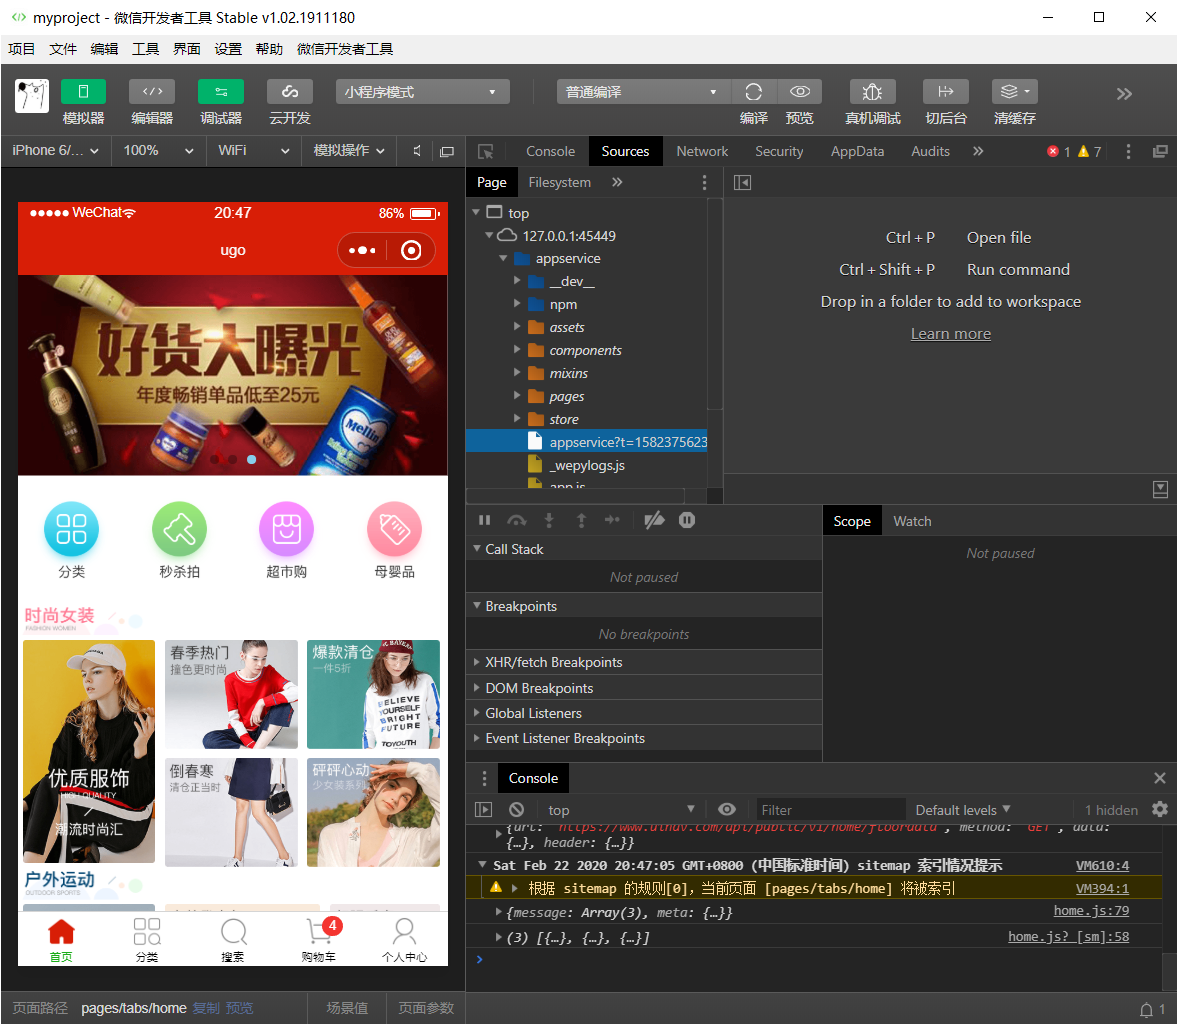 myproject - 微信开发者工具 Stable v1.02.1911180
项目 文件 编辑 工具 界面 设置 帮助 微信开发者工具
小程序模式 普通编译
模拟器 编辑器 调试器 云开发 编译 预览 真机调试 切后台 清缓存
iPhone 6/... 100% WiFi 模拟操作
Console Sources Network Security AppData Audits 1 7
Page Filesystem
WeChat 20:47 86%
ugo
好货大曝光
年度畅销单品低至25元
Mellin
分类 秒杀拍 超市购 母婴品
时尚女装
FASHION WOMEN
春季热门
撞色更时尚
爆款清仓
一件5折
BELIEVE
YOURSELF
BRIGHT
FUTURE
TOYOUTH
优质服饰
HIGH QUALITY
潮流时尚汇
倒春寒
清仓正当时
砰砰心动
少女装系列
户外运动
OUTDOOR SPORTS
4
首页 分类 搜索 购物车 个人中心
页面路径 pages/tabs/home 复制 预览 场景值 页面参数
top
127.0.0.1:45449
appservice
__dev__
npm
assets
components
mixins
pages
store
appservice?t=1582375623
_wepylogs.js
app.js
Ctrl + P Open file
Ctrl + Shift + P Run command
Drop in a folder to add to workspace
Learn more
Call Stack
Not paused
Breakpoints
No breakpoints
XHR/fetch Breakpoints
DOM Breakpoints
Global Listeners
Event Listener Breakpoints
Scope Watch
Not paused
Console
top Filter Default levels 1 hidden
{url: "https://www.uinav.com/api/public/v1/home/floordata", method: "GET", data:
{…}, header: {…}}
Sat Feb 22 2020 20:47:05 GMT+0800 (中国标准时间) sitemap 索引情况提示 VM610:4
根据 sitemap 的规则[0]，当前页面 [pages/tabs/home] 将被索引 VM394:1
{message: Array(3), meta: {…}} home.js:79
(3) [{…}, {…}, {…}] home.js? [sm]:58
1